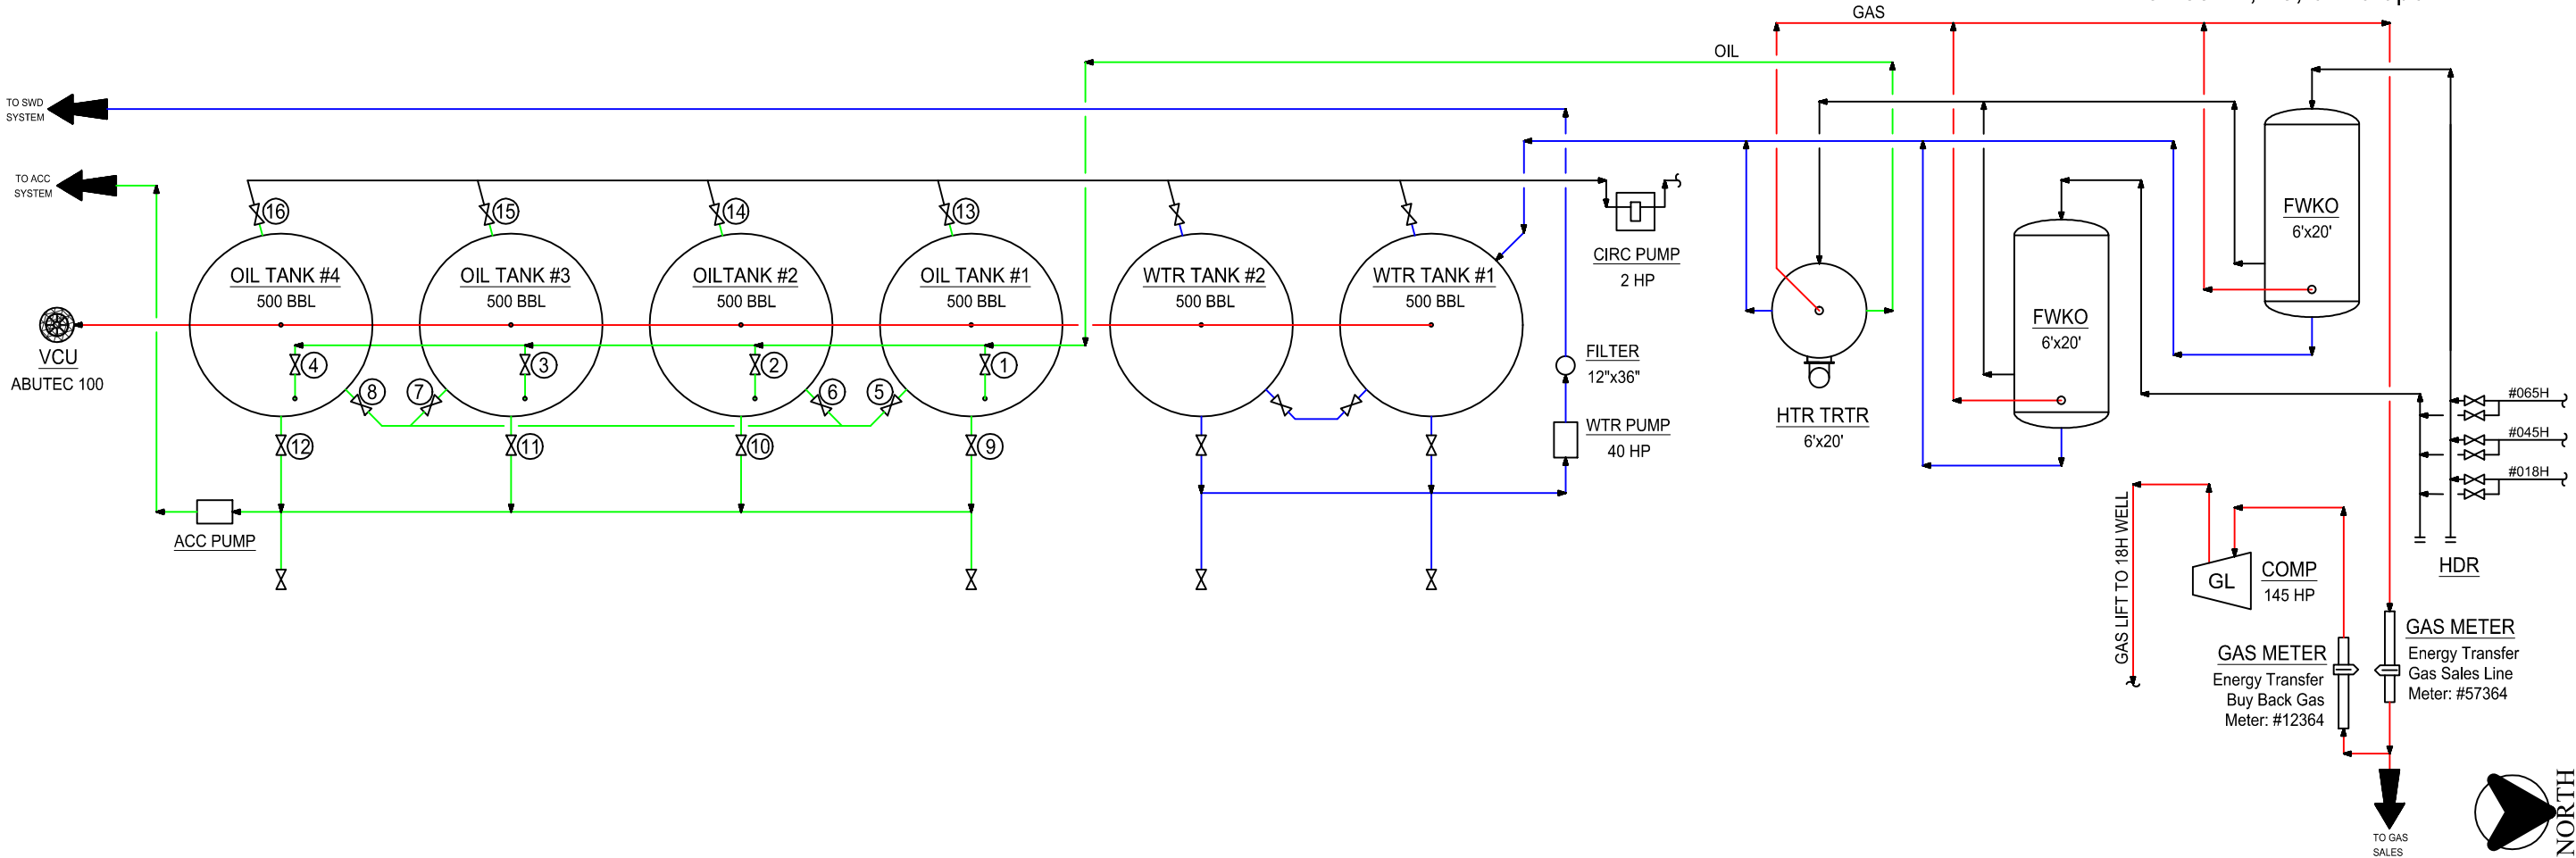 GAS
OIL
TO SWD
SYSTEM
TO ACC
SYSTEM
16
15
14
13
OIL TANK #4
500 BBL
OIL TANK #3
500 BBL
OILTANK #2
500 BBL
OIL TANK #1
500 BBL
WTR TANK #2
500 BBL
WTR TANK #1
500 BBL
CIRC PUMP
2 HP
FWKO
6'x20'
FWKO
6'x20'
VCU
ABUTEC 100
4
3
2
1
8
7
6
5
12
11
10
9
FILTER
12"x36"
WTR PUMP
40 HP
HTR TRTR
6'x20'
#065H
#045H
#018H
HDR
ACC PUMP
GAS LIFT TO 18H WELL
GL
COMP
145 HP
GAS METER
Energy Transfer
Buy Back Gas
Meter: #12364
GAS METER
Energy Transfer
Gas Sales Line
Meter: #57364
TO GAS
SALES
NORTH